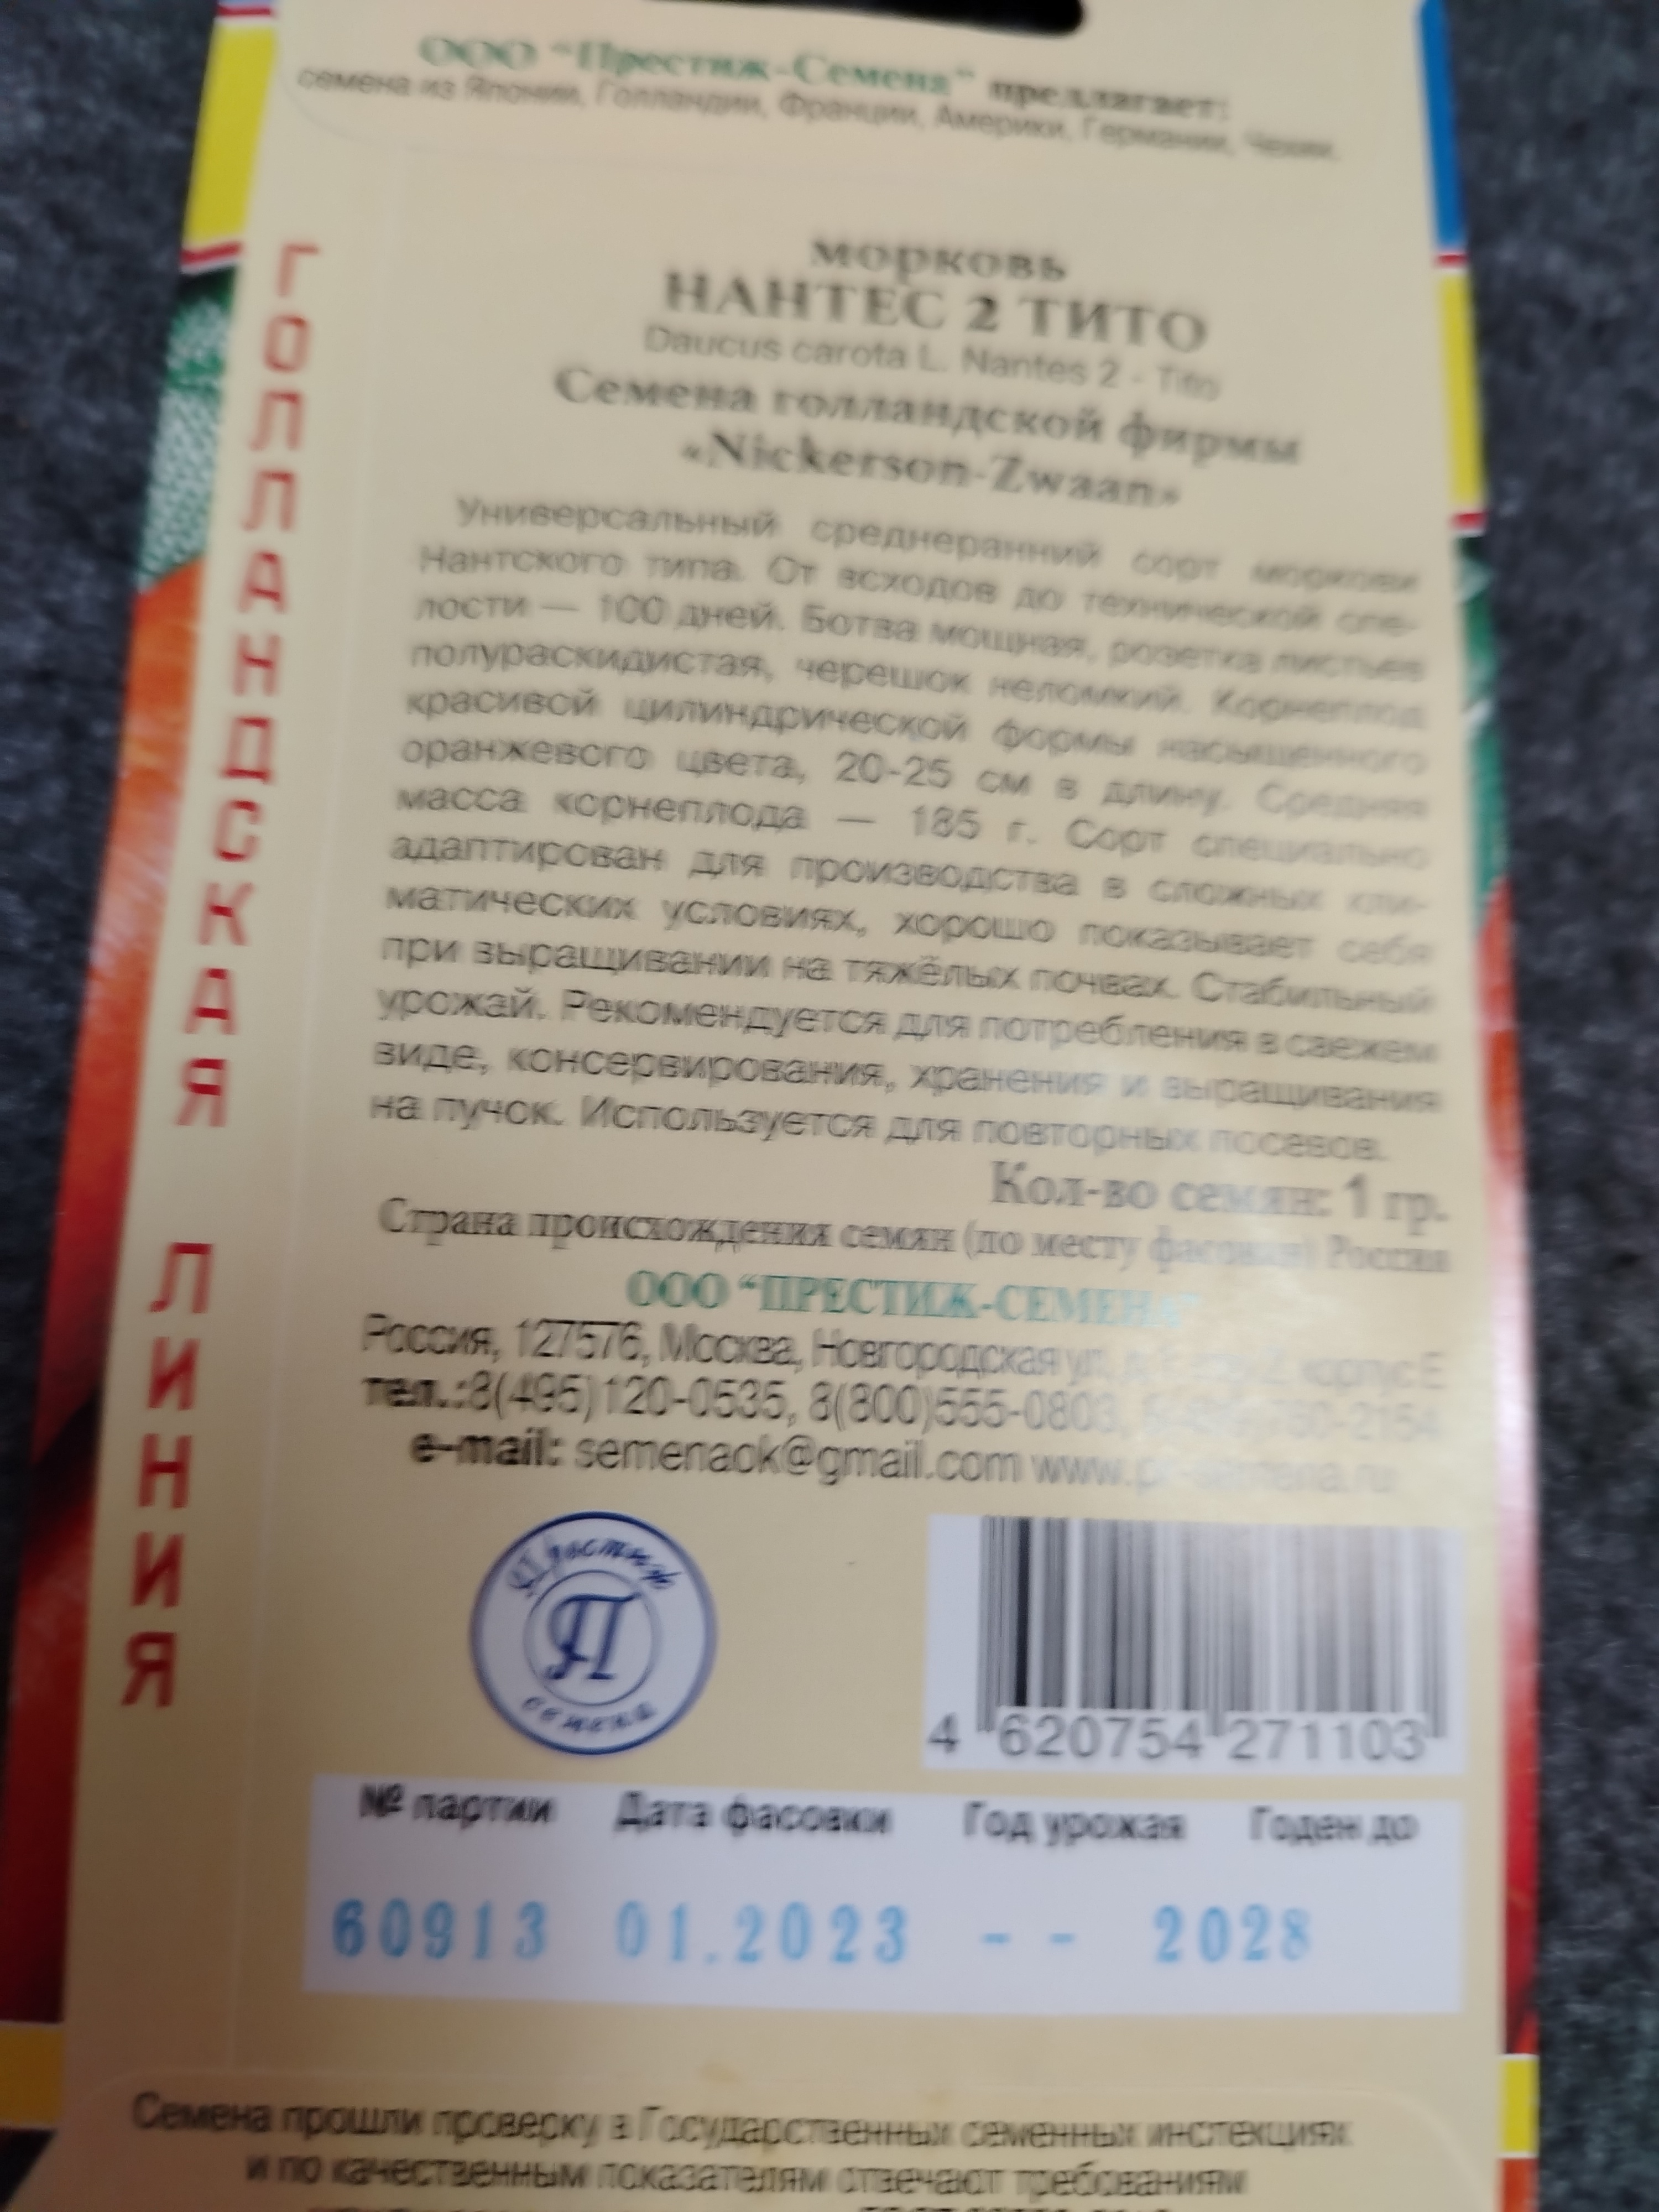 ООО "Престиж-Семена" предлагает:
семена из Японии, Голландии, Франции, Америки, Германии, Чехии.
ГОЛЛАНДСКАЯ ЛИНИЯ
морковь
НАНТЕС 2 ТИТО
Daucus carota L. Nantes 2 - Tito
Семена голландской фирмы
«Nickerson-Zwaan»
Универсальный среднеранний сорт моркови
Нантского типа. От всходов до технической спе-
лости — 100 дней. Ботва мощная, розетка листьев
полураскидистая, черешок неломкий. Корнеплод
красивой цилиндрической формы насыщенного
оранжевого цвета, 20-25 см в длину. Средняя
масса корнеплода — 185 г. Сорт специально
адаптирован для производства в сложных кли-
матических условиях, хорошо показывает себя
при выращивании на тяжёлых почвах. Стабильный
урожай. Рекомендуется для потребления в свежем
виде, консервирования, хранения и выращивания
на пучок. Используется для повторных посевов.
Кол-во семян: 1 гр.
Страна происхождения семян (по месту фасовки) Россия
ООО "ПРЕСТИЖ-СЕМЕНА"
Россия, 127576, Москва, Новгородская ул. корпус Е
тел.:8(495)120-0535, 8(800)555-0803,
e-mail: semenaok@gmail.com
Престиж
П
семена
4 620754 271103
№ партии Дата фасовки Год урожая Годен до
60913 01.2023 - - 2028
Семена прошли проверку в Государственных семенных инспекциях
и по качественным показателям отвечают требованиям